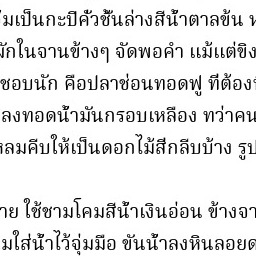 มเป็นกะปิคั่วชั้นล่างสีน้ำตาลข้น
ผักในจานข้างๆ จัดพอคำ แม้แต่ขิง
ชอบนัก คือปลาช่อนทอดฟู ที่ต้อง
ลงทอดน้ำมันกรอบเหลือง ทว่าคน
หลมคีบให้เป็นดอกไม้สีกลีบบาง รูป
าย ใช้ชามโคมสีน้ำเงินอ่อน ข้างจา
มใส่น้ำไว้จุ่มมือ ขันน้ำลงหินลอยด